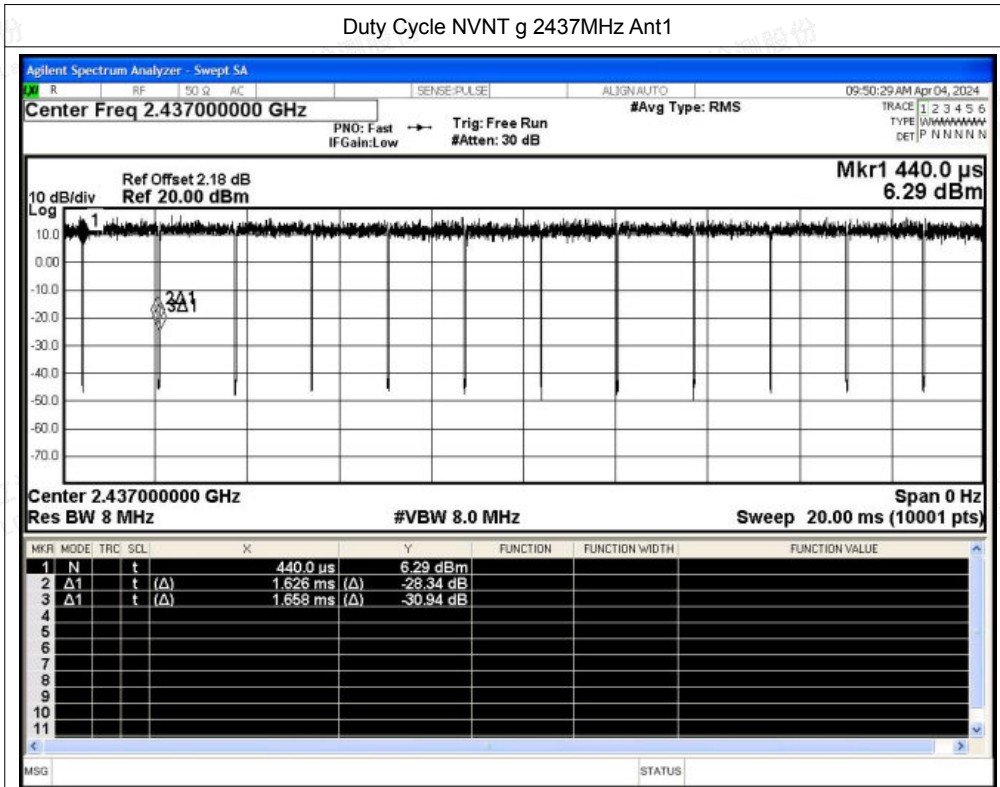 Duty Cycle NVNT g 2437MHz Ant1
Agilent Spectrum Analyzer - Swept SA
R RF 50 Ω AC SENSE:PULSE ALIGN AUTO 09:50:29 AM Apr 04, 2024
Center Freq 2.437000000 GHz #Avg Type: RMS TRACE 1 2 3 4 5 6
PNO: Fast Trig: Free Run TYPE WWWWWW
IFGain:Low #Atten: 30 dB DET P N N N N N
Mkr1 440.0 µs
6.29 dBm
Ref Offset 2.18 dB
10 dB/div Ref 20.00 dBm
Log
1
10.0
0.00
-10.0
2Δ1
3Δ1
-20.0
-30.0
-40.0
-50.0
-60.0
-70.0
Center 2.437000000 GHz Span 0 Hz
Res BW 8 MHz #VBW 8.0 MHz Sweep 20.00 ms (10001 pts)
MKR MODE TRC SCL X Y FUNCTION FUNCTION WIDTH FUNCTION VALUE
1 N t 440.0 µs 6.29 dBm
2 Δ1 t (Δ) 1.626 ms (Δ) -28.34 dB
3 Δ1 t (Δ) 1.658 ms (Δ) -30.94 dB
4
5
6
7
8
9
10
11
MSG STATUS